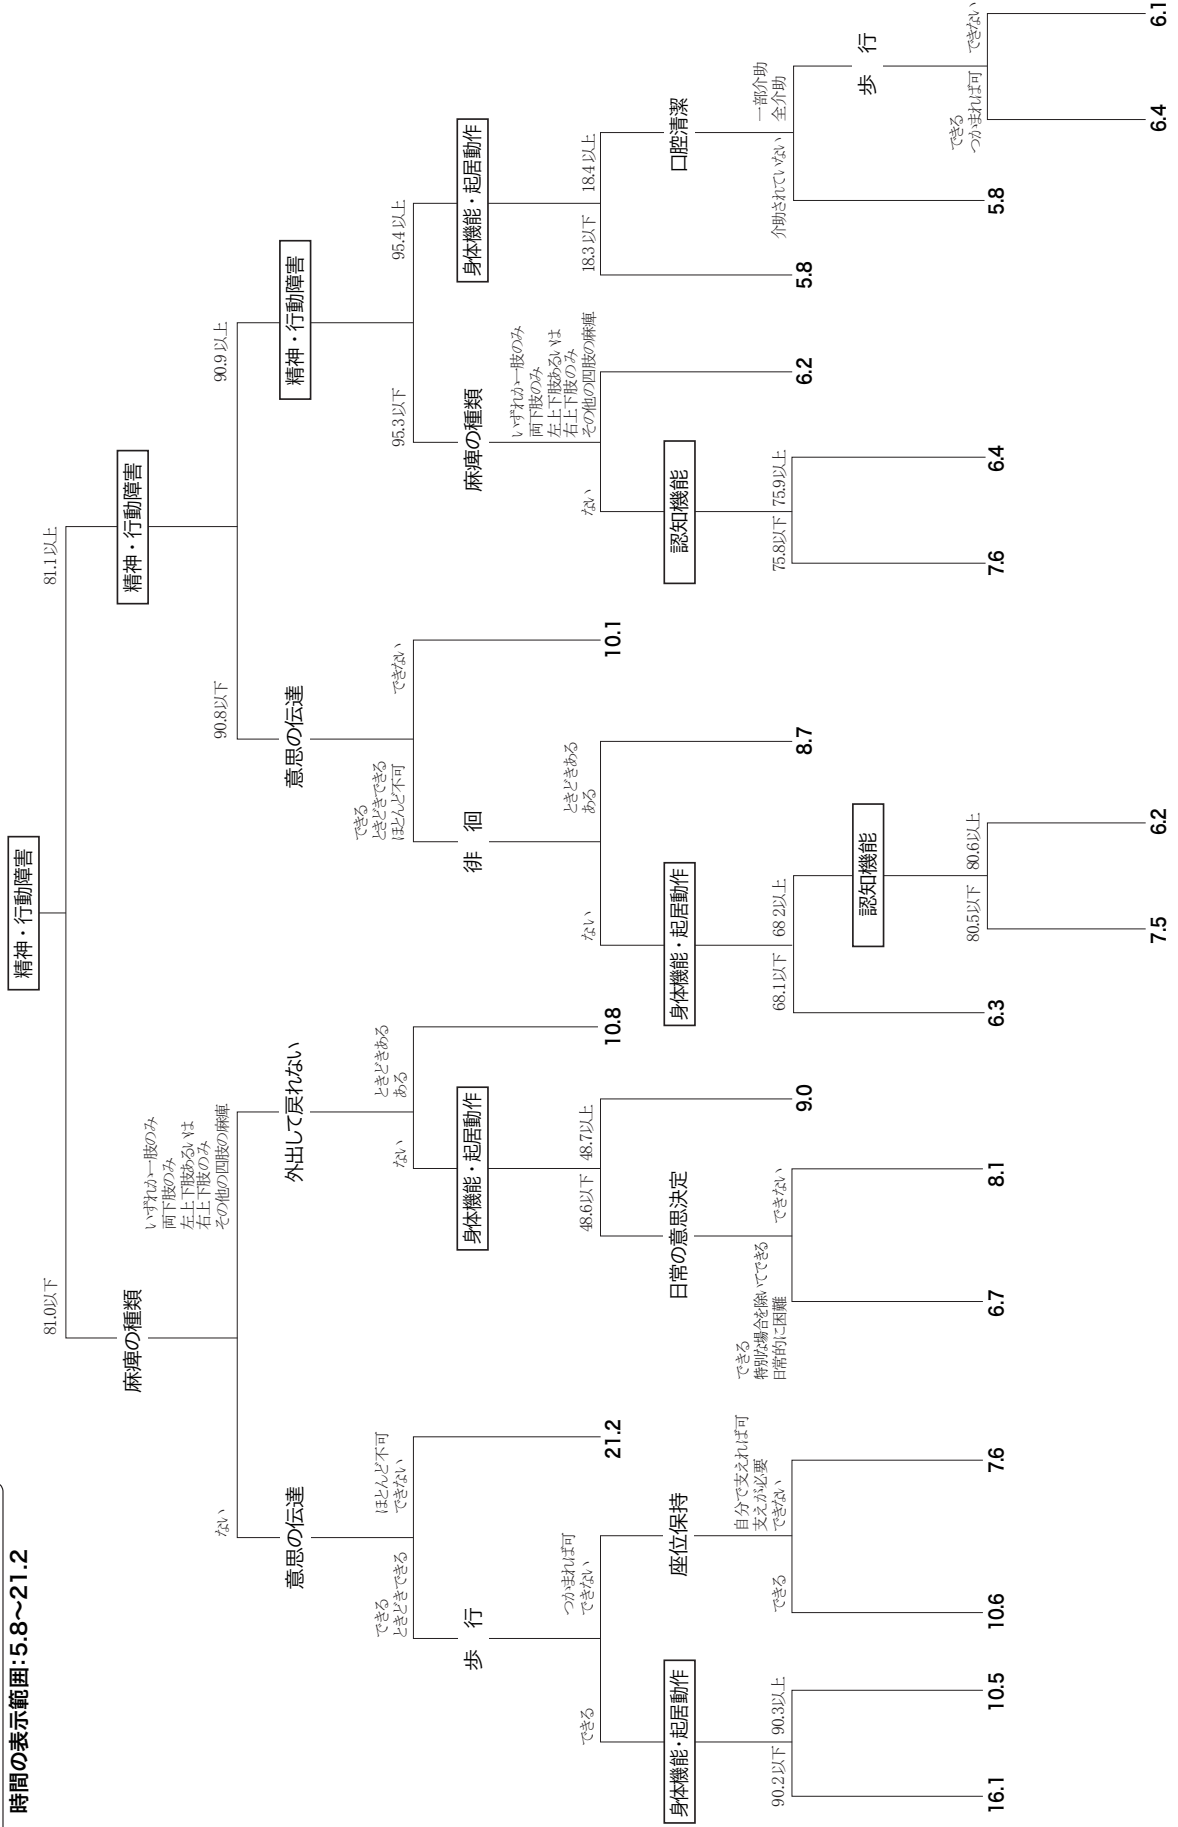 時間の表示範囲：5.8〜21.2
精神・行動障害
81.0以下
81.1以上
麻痺の種類
精神・行動障害
ない
いずれか一肢のみ
両下肢のみ
左上下肢あるいは
右上下肢のみ
その他の四肢の麻痺
90.8以下
90.9以上
意思の伝達
外出して戻れない
意思の伝達
精神・行動障害
できる
ときどきできる
ほとんど不可
できない
ない
ときどきある
ある
できる
ときどきできる
ほとんど不可
できない
95.3以下
95.4以上
歩 行
21.2
身体機能・起居動作
10.8
徘 徊
10.1
麻痺の種類
身体機能・起居動作
できる
つかまれば可
できない
48.6以下
48.7以上
ない
ときどきある
ある
ない
いずれか一肢のみ
両下肢のみ
左上下肢あるいは
右上下肢のみ
その他の四肢の麻痺
18.3以下
18.4以上
身体機能・起居動作
座位保持
日常の意思決定
9.0
身体機能・起居動作
8.7
認知機能
6.2
5.8
口腔清潔
90.2以下
90.3以上
できる
自分で支えれば可
支えが必要
できない
できる
特別な場合を除いてできる
日常的に困難
できない
68.1以下
68 2以上
75.8以下
75.9以上
介助されていない
一部介助
全介助
16.1
10.5
10.6
7.6
6.7
8.1
6.3
認知機能
7.6
6.4
5.8
歩 行
80.5以下
80.6以上
できる
つかまれば可
できない
7.5
6.2
6.4
6.1